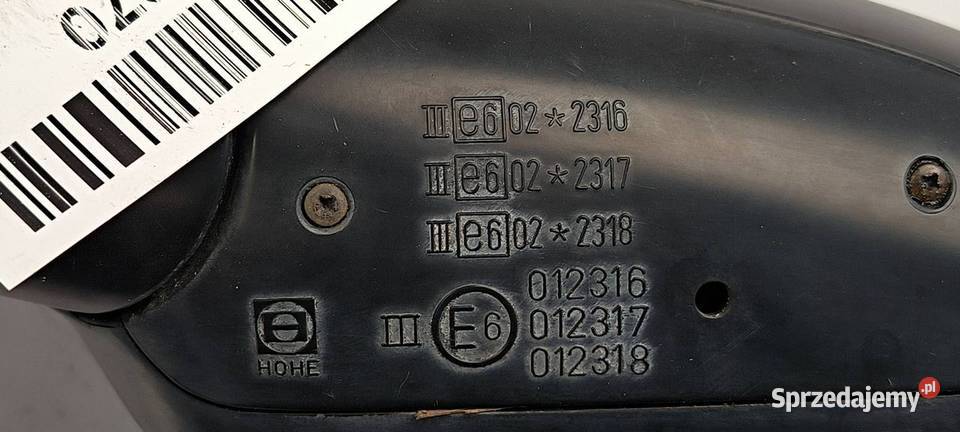 III e6 02*2316
III e6 02*2317
III e6 02*2318
012316
III E6 012317
012318
HOHE
Sprzedajemy.pl